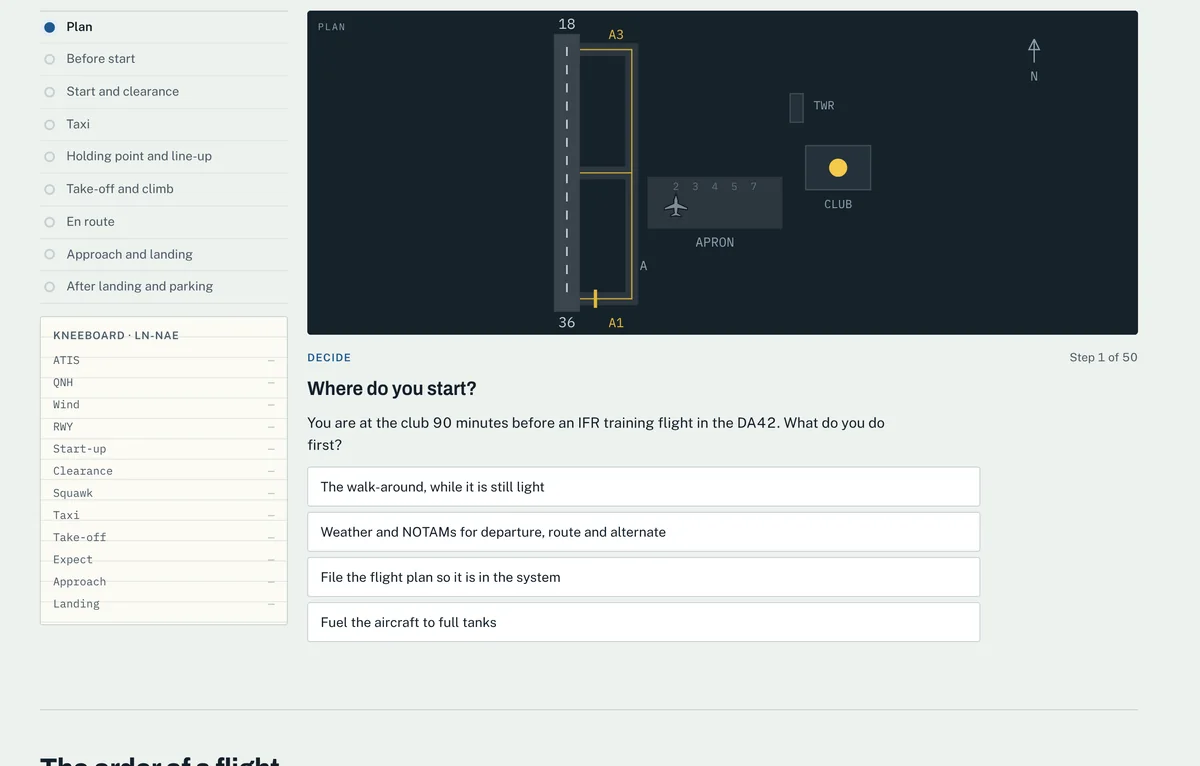 Plan
Before start
Start and clearance
Taxi
Holding point and line-up
Take-off and climb
En route
Approach and landing
After landing and parking
KNEEBOARD · LN-NAE
ATIS –
QNH –
Wind –
RWY –
Start-up –
Clearance –
Squawk –
Taxi –
Take-off –
Expect –
Approach –
Landing –
PLAN
18
A3
N
TWR
2 3 4 5 7
CLUB
APRON
A
36
A1
DECIDE
Step 1 of 50
Where do you start?
You are at the club 90 minutes before an IFR training flight in the DA42. What do you do
first?
The walk-around, while it is still light
Weather and NOTAMs for departure, route and alternate
File the flight plan so it is in the system
Fuel the aircraft to full tanks
The order of a flight